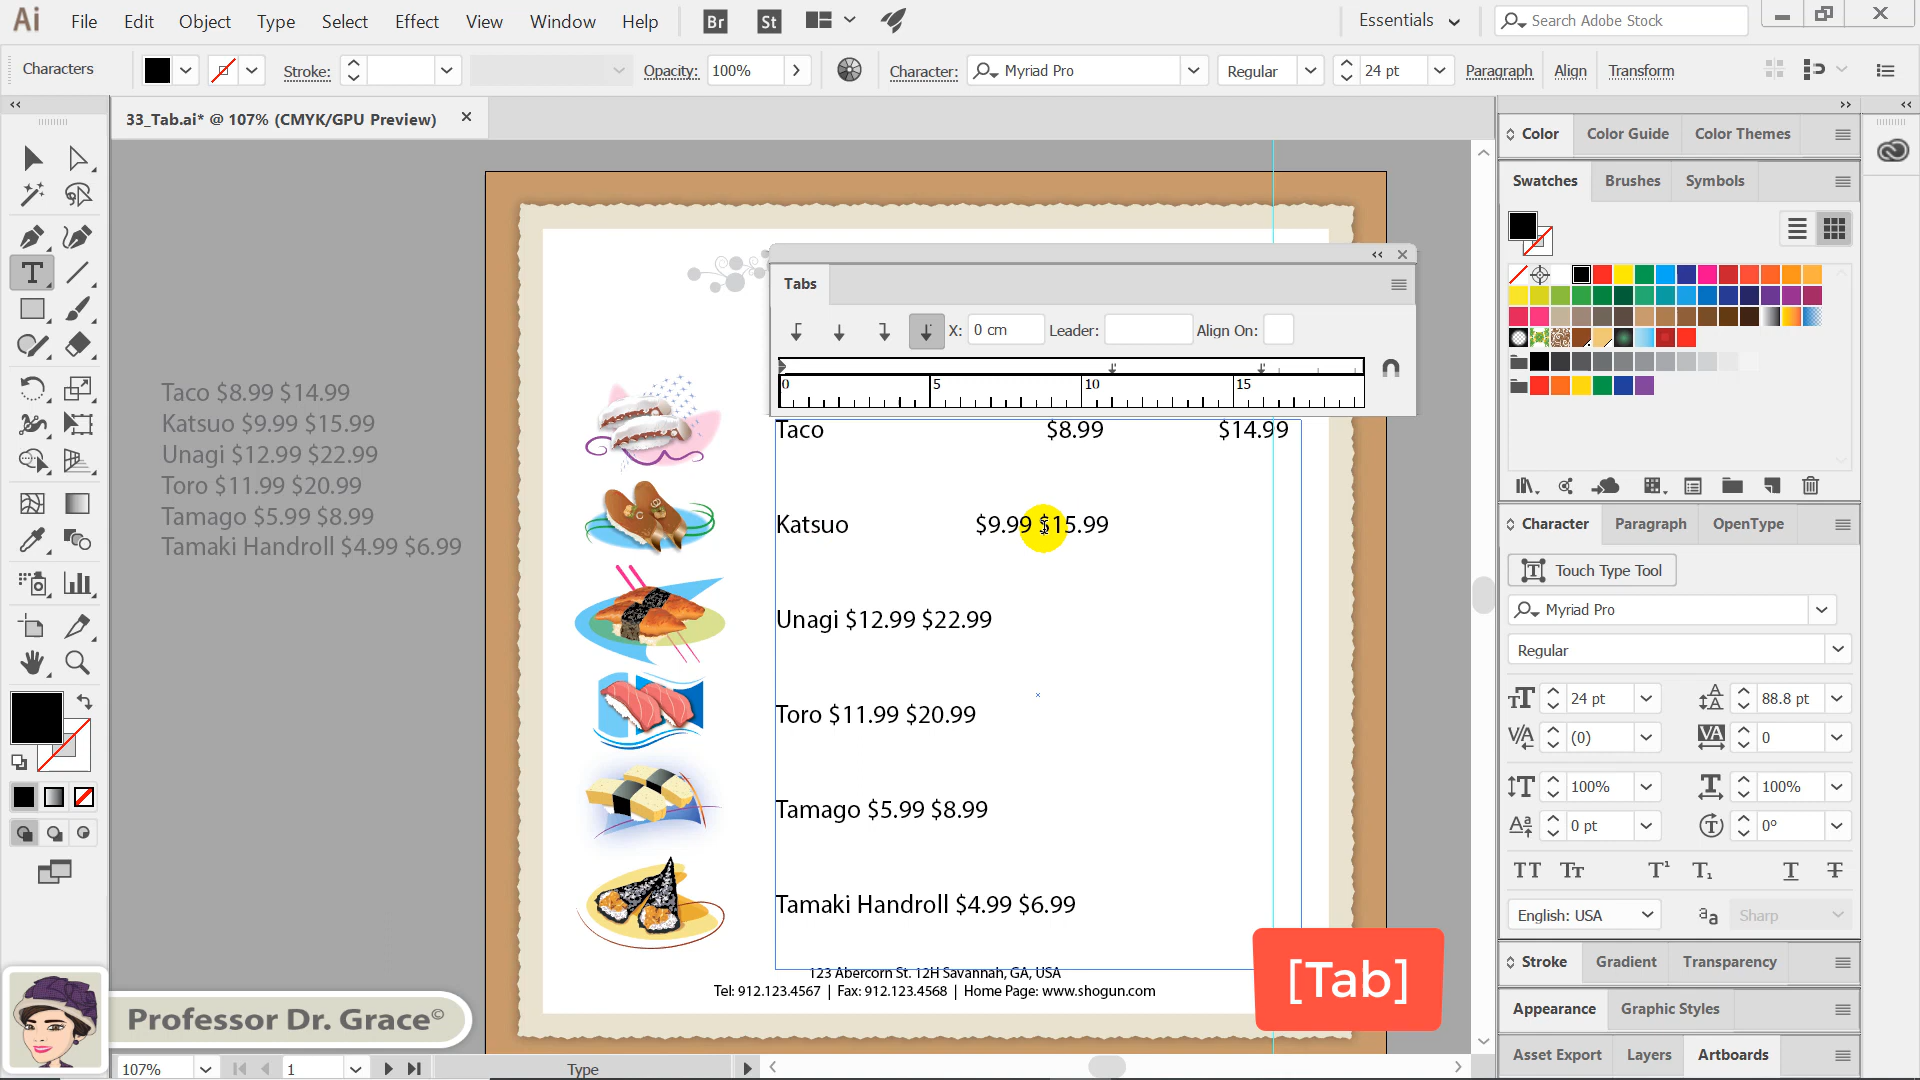 Ai File Edit Object Type Select Effect View Window Help Br St Essentials Search Adobe Stock
Characters Stroke: Opacity: 100% Character: Myriad Pro Regular 24 pt Paragraph Align Transform
33_Tab.ai* @ 107% (CMYK/GPU Preview)
Color Color Guide Color Themes
Swatches Brushes Symbols
Tabs
X: 0 cm Leader: Align On:
0 5 10 15
Taco $8.99 $14.99
Katsuo $9.99 $15.99
Unagi $12.99 $22.99
Toro $11.99 $20.99
Tamago $5.99 $8.99
Tamaki Handroll $4.99 $6.99
Taco $8.99 $14.99
Katsuo $9.99 $15.99
Unagi $12.99 $22.99
Toro $11.99 $20.99
Tamago $5.99 $8.99
Tamaki Handroll $4.99 $6.99
123 Abercorn St. 12H Savannah, GA, USA
Tel: 912.123.4567 | Fax: 912.123.4568 | Home Page: www.shogun.com
[Tab]
Professor Dr. Grace©
107% 1 Type
Character Paragraph OpenType
Touch Type Tool
Myriad Pro
Regular
24 pt 88.8 pt
(0) 0
100% 100%
0 pt 0°
English: USA Sharp
Stroke Gradient Transparency
Appearance Graphic Styles
Asset Export Layers Artboards